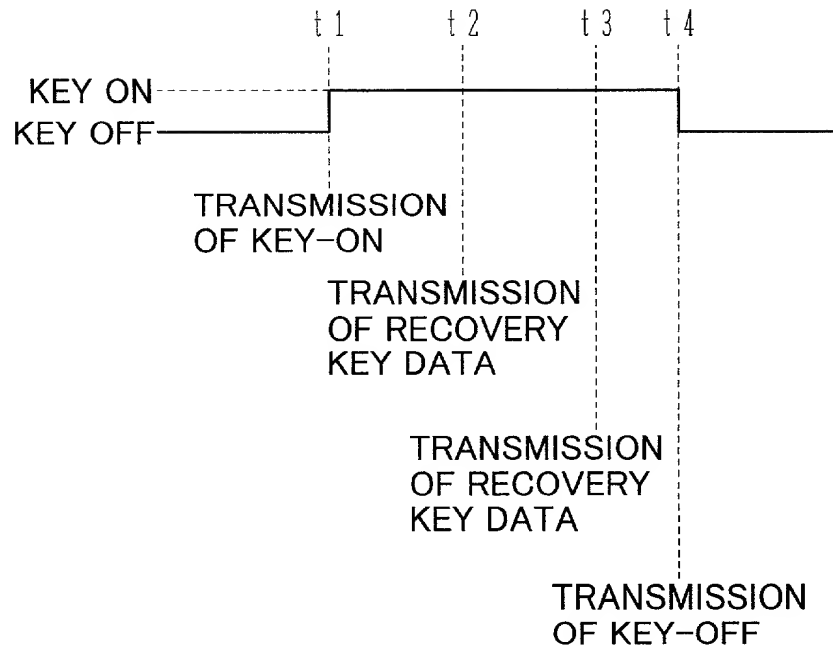 t1 t2 t3 t4
KEY ON
KEY OFF
TRANSMISSION
OF KEY-ON
TRANSMISSION
OF RECOVERY
KEY DATA
TRANSMISSION
OF RECOVERY
KEY DATA
TRANSMISSION
OF KEY-OFF